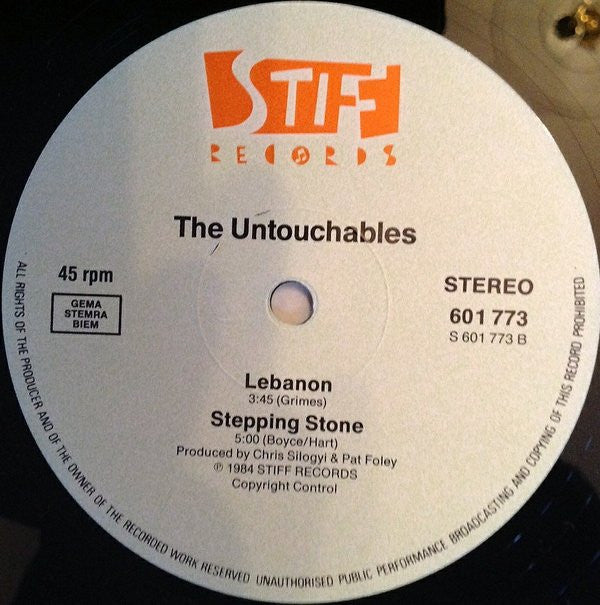 STIFF
RECORDS
The Untouchables
45 rpm
GEMA
STEMRA
BIEM
STEREO
601 773
S 601 773 B
Lebanon
3:45 (Grimes)
Stepping Stone
5:00 (Boyce/Hart)
Produced by Chris Silogyi & Pat Foley
℗ 1984 STIFF RECORDS
Copyright Control
ALL RIGHTS OF THE PRODUCER AND OF THE OWNER OF THE RECORDED WORK RESERVED UNAUTHORISED PUBLIC PERFORMANCE BROADCASTING AND COPYING OF THIS RECORD PROHIBITED